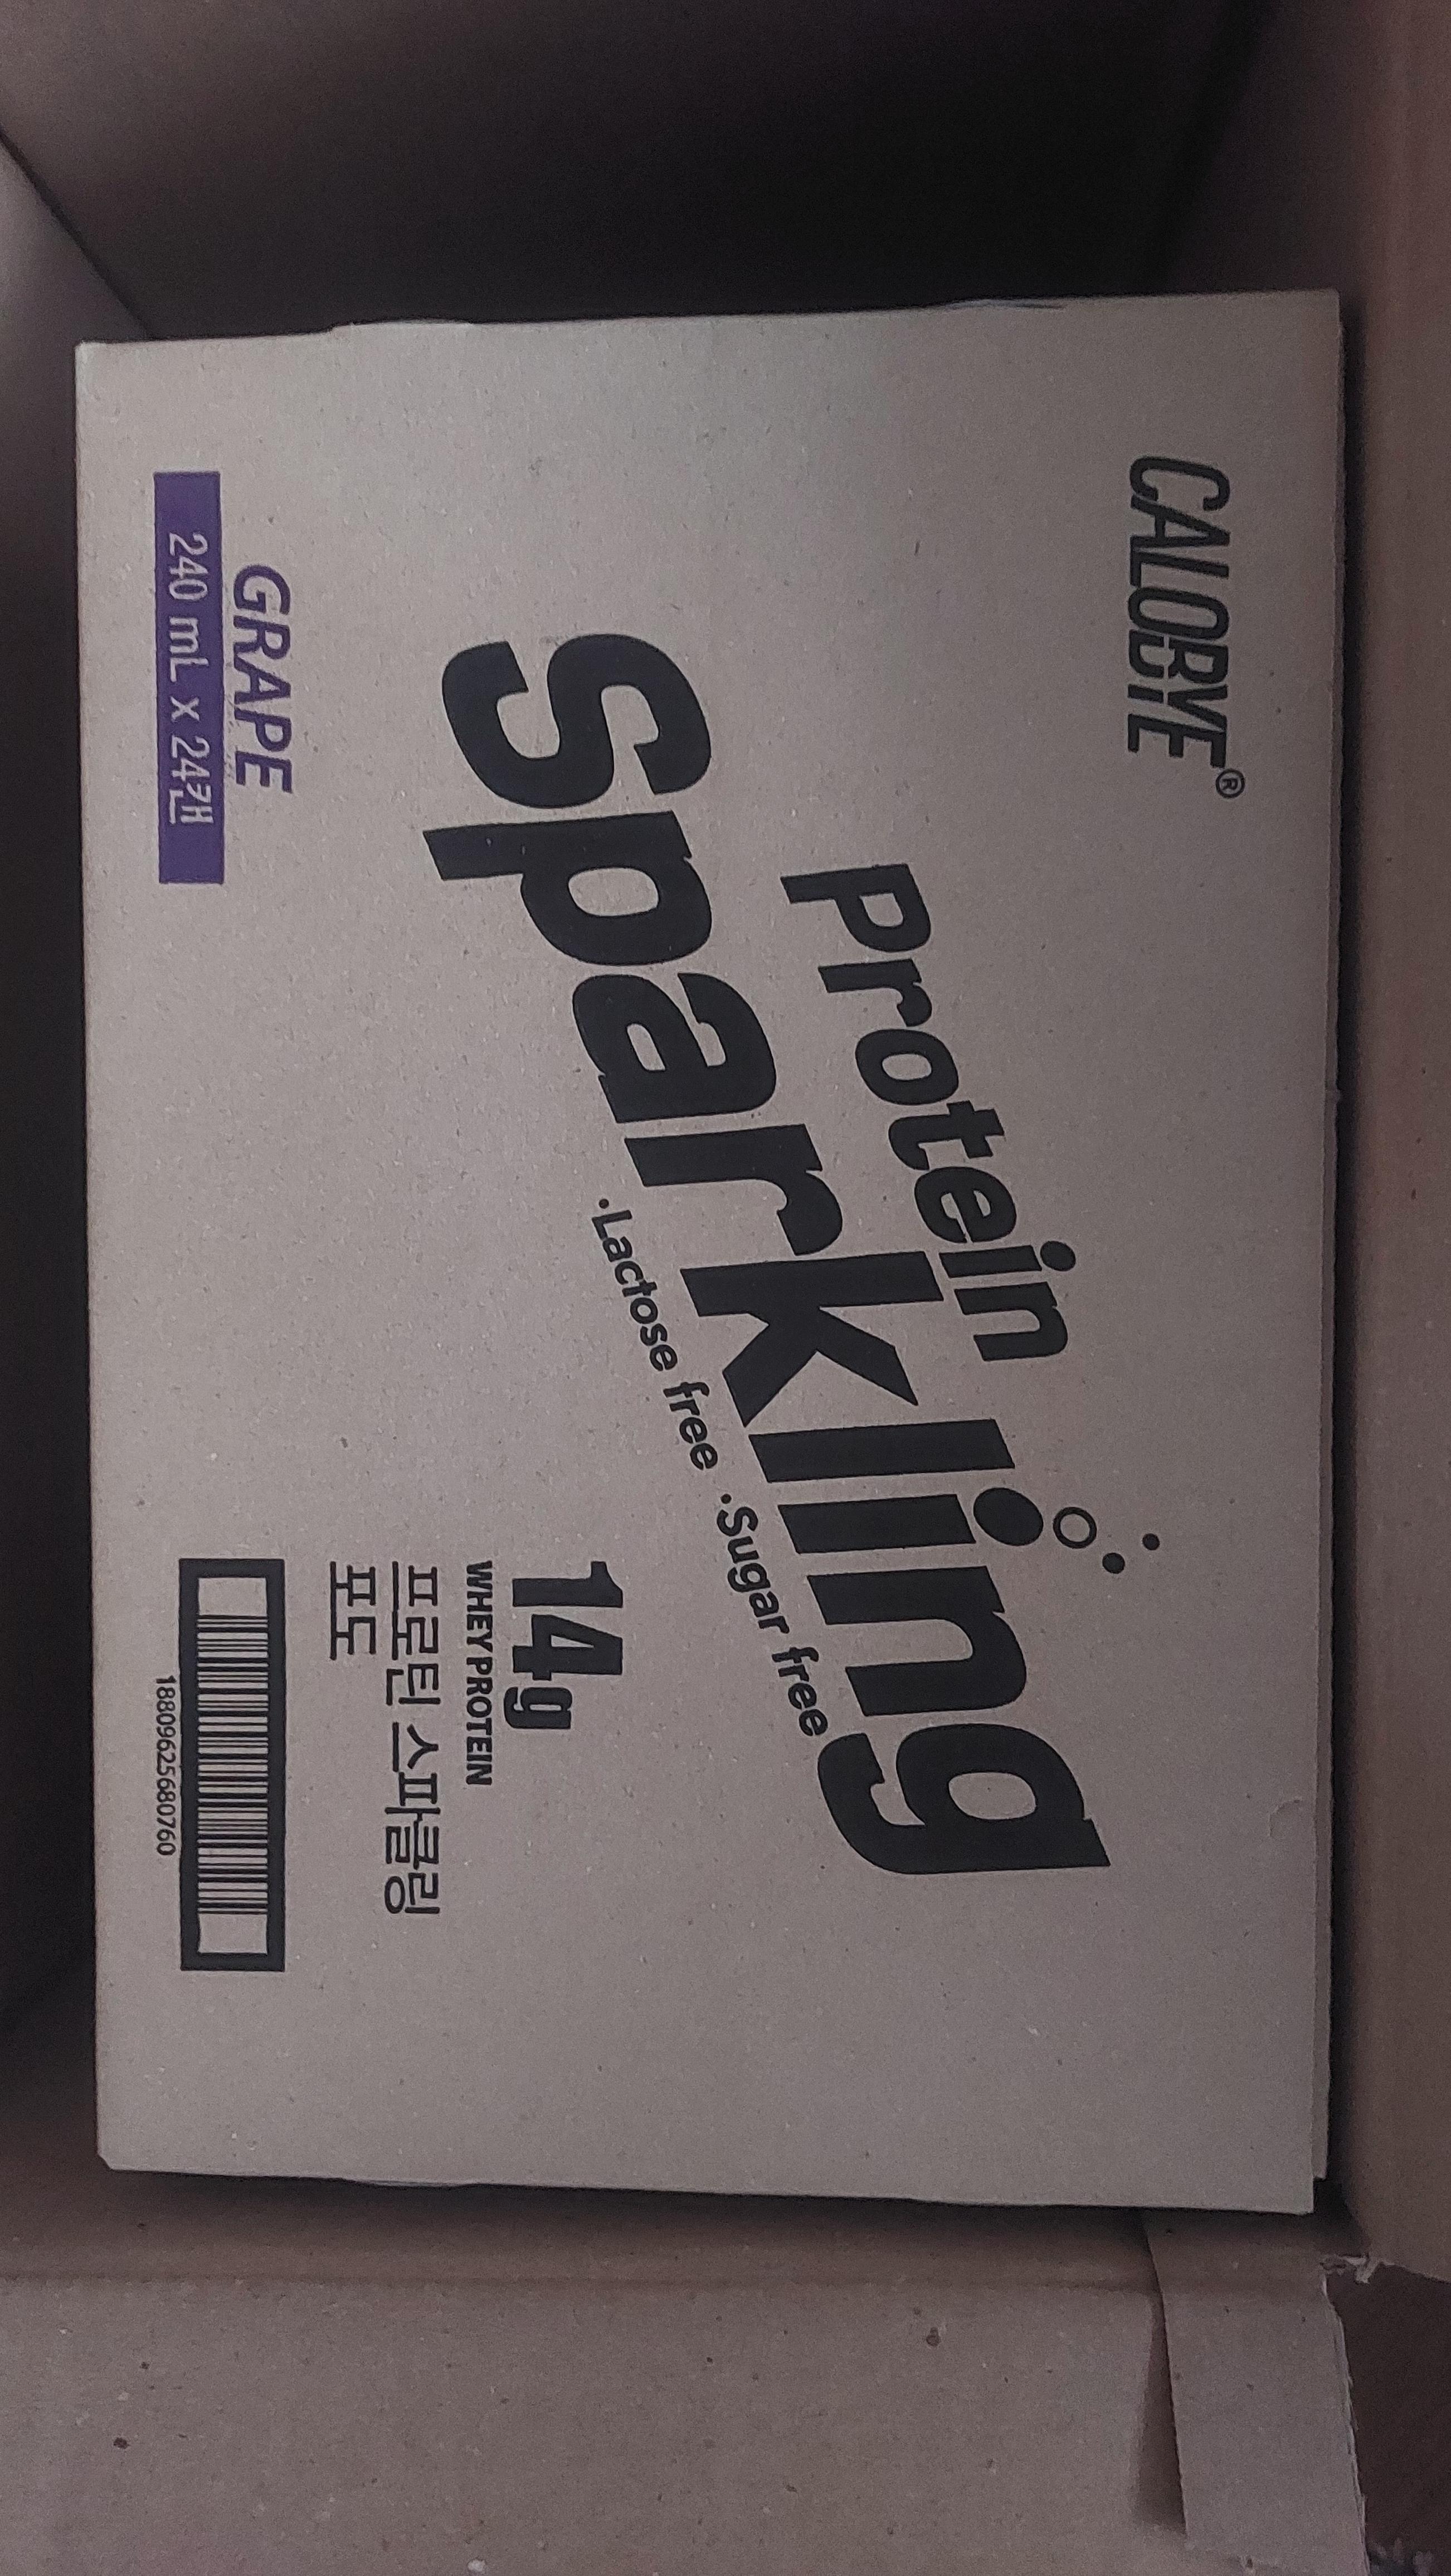 CALOBYE®
Protein
Sparkling
·Lactose free ·Sugar free
14g
WHEY PROTEIN
프로틴 스파클링
포도
GRAPE
240 mL x 24캔
18809625680760